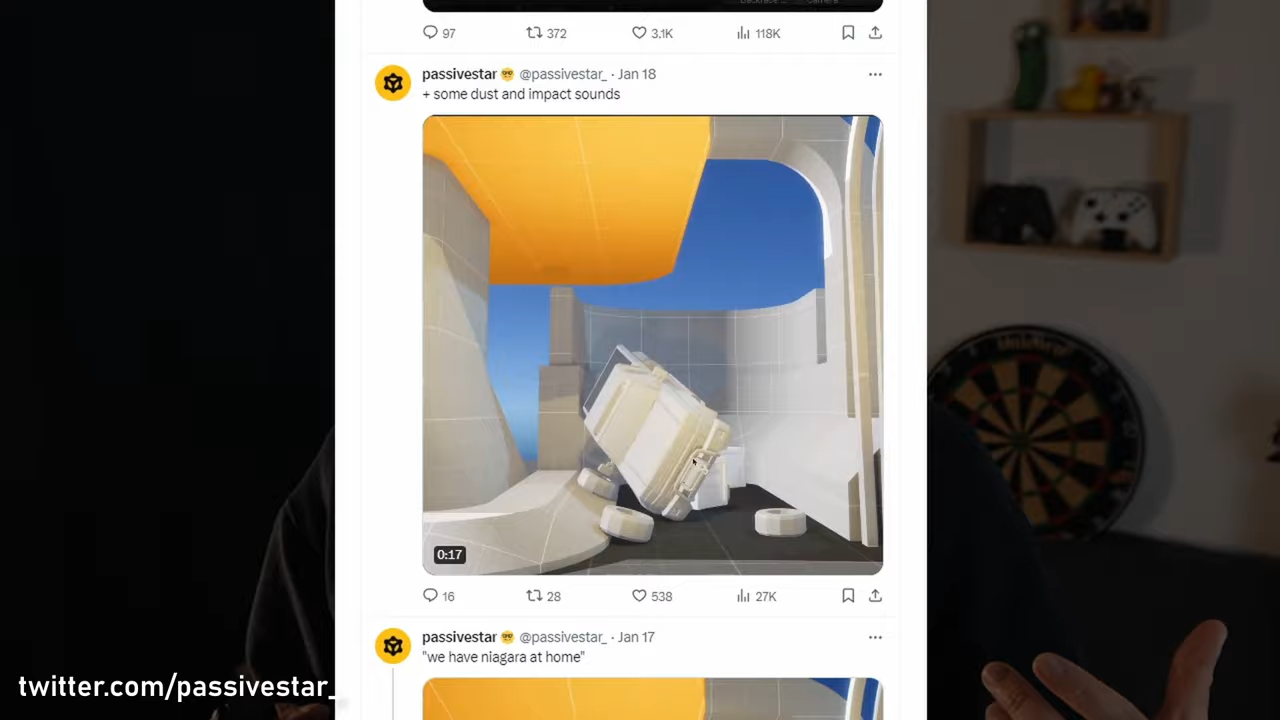 97 372 3.1K 118K
passivestar 🤓 @passivestar_ · Jan 18
+ some dust and impact sounds
0:17
16 28 538 27K
passivestar 🤓 @passivestar_ · Jan 17
"we have niagara at home"
twitter.com/passivestar_